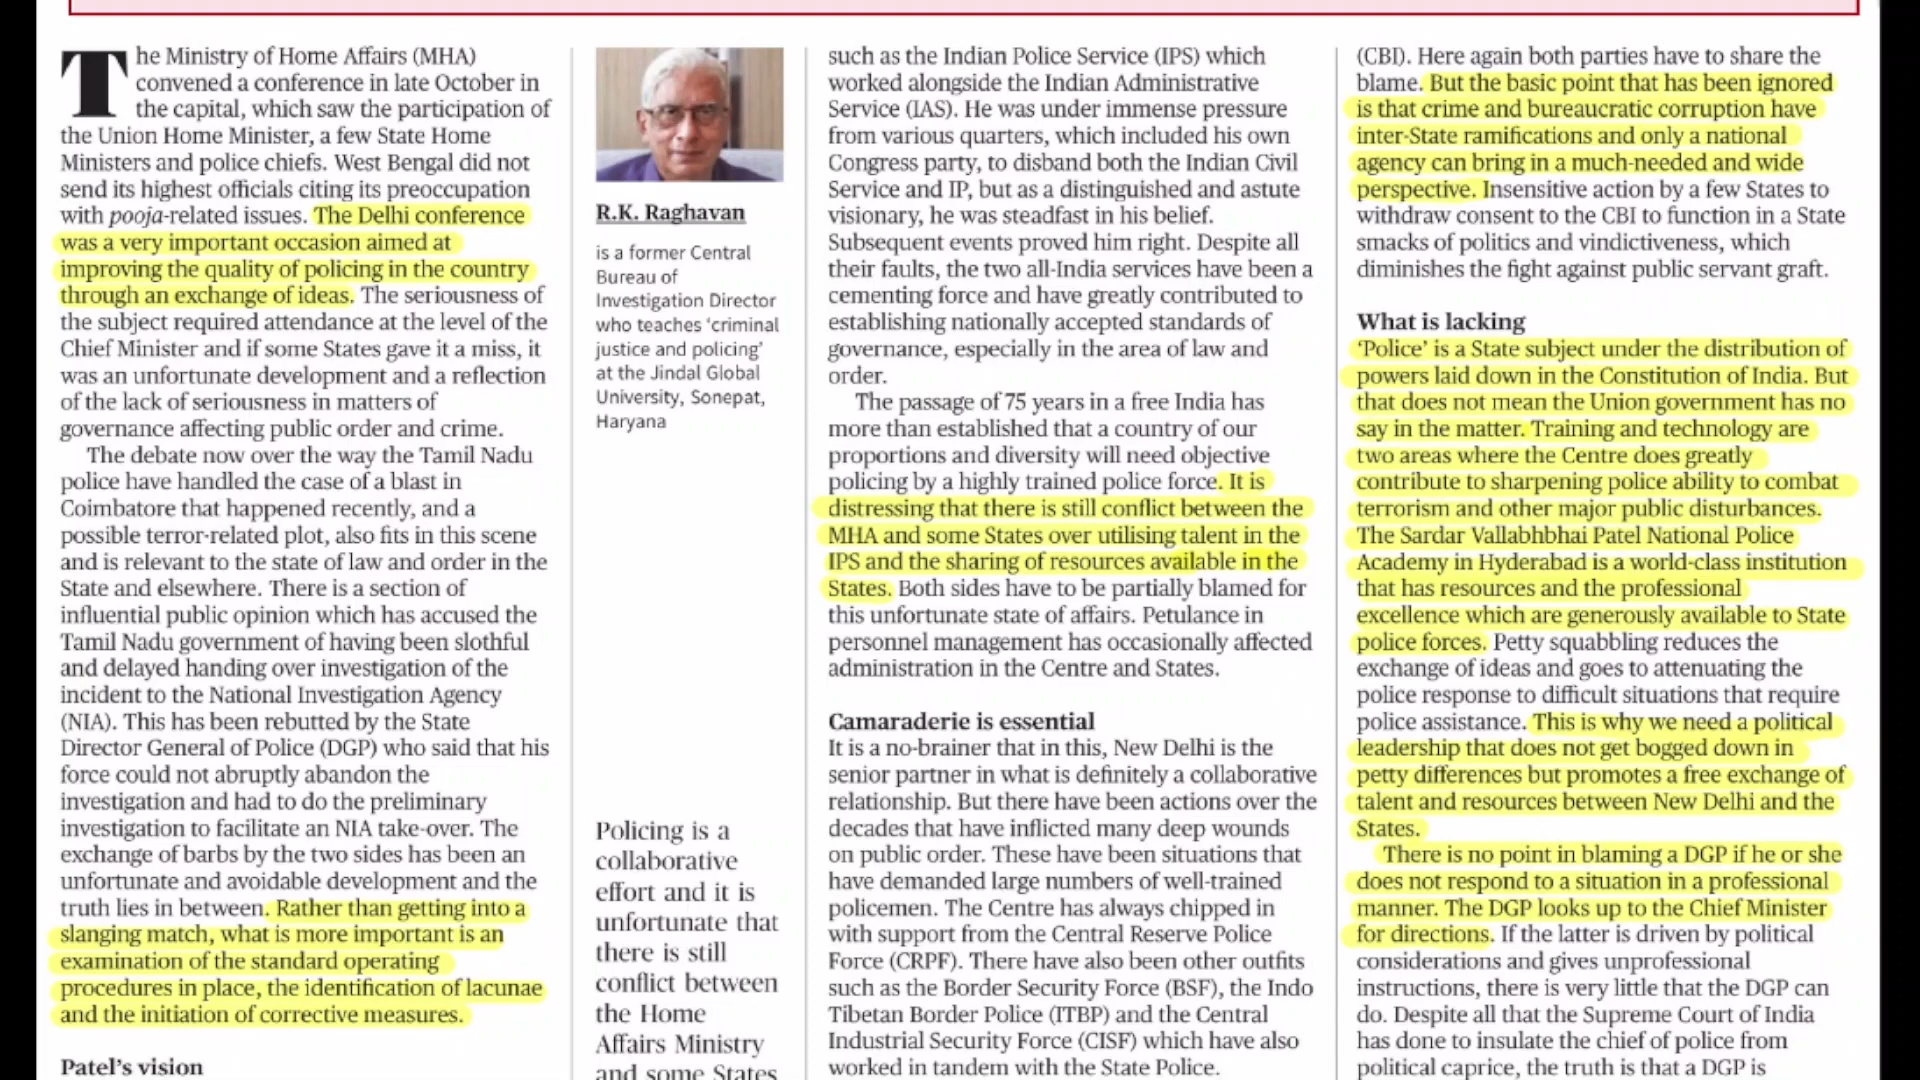 The Ministry of Home Affairs (MHA)
convened a conference in late October in
the capital, which saw the participation of
the Union Home Minister, a few State Home
Ministers and police chiefs. West Bengal did not
send its highest officials citing its preoccupation
with pooja-related issues. The Delhi conference
was a very important occasion aimed at
improving the quality of policing in the country
through an exchange of ideas. The seriousness of
the subject required attendance at the level of the
Chief Minister and if some States gave it a miss, it
was an unfortunate development and a reflection
of the lack of seriousness in matters of
governance affecting public order and crime.
The debate now over the way the Tamil Nadu
police have handled the case of a blast in
Coimbatore that happened recently, and a
possible terror-related plot, also fits in this scene
and is relevant to the state of law and order in the
State and elsewhere. There is a section of
influential public opinion which has accused the
Tamil Nadu government of having been slothful
and delayed handing over investigation of the
incident to the National Investigation Agency
(NIA). This has been rebutted by the State
Director General of Police (DGP) who said that his
force could not abruptly abandon the
investigation and had to do the preliminary
investigation to facilitate an NIA take-over. The
exchange of barbs by the two sides has been an
unfortunate and avoidable development and the
truth lies in between. Rather than getting into a
slanging match, what is more important is an
examination of the standard operating
procedures in place, the identification of lacunae
and the initiation of corrective measures.
Patel's vision
R.K. Raghavan
is a former Central
Bureau of
Investigation Director
who teaches 'criminal
justice and policing'
at the Jindal Global
University, Sonepat,
Haryana
Policing is a
collaborative
effort and it is
unfortunate that
there is still
conflict between
the Home
Affairs Ministry
and some States
such as the Indian Police Service (IPS) which
worked alongside the Indian Administrative
Service (IAS). He was under immense pressure
from various quarters, which included his own
Congress party, to disband both the Indian Civil
Service and IP, but as a distinguished and astute
visionary, he was steadfast in his belief.
Subsequent events proved him right. Despite all
their faults, the two all-India services have been a
cementing force and have greatly contributed to
establishing nationally accepted standards of
governance, especially in the area of law and
order.
The passage of 75 years in a free India has
more than established that a country of our
proportions and diversity will need objective
policing by a highly trained police force. It is
distressing that there is still conflict between the
MHA and some States over utilising talent in the
IPS and the sharing of resources available in the
States. Both sides have to be partially blamed for
this unfortunate state of affairs. Petulance in
personnel management has occasionally affected
administration in the Centre and States.
Camaraderie is essential
It is a no-brainer that in this, New Delhi is the
senior partner in what is definitely a collaborative
relationship. But there have been actions over the
decades that have inflicted many deep wounds
on public order. These have been situations that
have demanded large numbers of well-trained
policemen. The Centre has always chipped in
with support from the Central Reserve Police
Force (CRPF). There have also been other outfits
such as the Border Security Force (BSF), the Indo
Tibetan Border Police (ITBP) and the Central
Industrial Security Force (CISF) which have also
worked in tandem with the State Police.
(CBI). Here again both parties have to share the
blame. But the basic point that has been ignored
is that crime and bureaucratic corruption have
inter-State ramifications and only a national
agency can bring in a much-needed and wide
perspective. Insensitive action by a few States to
withdraw consent to the CBI to function in a State
smacks of politics and vindictiveness, which
diminishes the fight against public servant graft.
What is lacking
'Police' is a State subject under the distribution of
powers laid down in the Constitution of India. But
that does not mean the Union government has no
say in the matter. Training and technology are
two areas where the Centre does greatly
contribute to sharpening police ability to combat
terrorism and other major public disturbances.
The Sardar Vallabhbhai Patel National Police
Academy in Hyderabad is a world-class institution
that has resources and the professional
excellence which are generously available to State
police forces. Petty squabbling reduces the
exchange of ideas and goes to attenuating the
police response to difficult situations that require
police assistance. This is why we need a political
leadership that does not get bogged down in
petty differences but promotes a free exchange of
talent and resources between New Delhi and the
States.
There is no point in blaming a DGP if he or she
does not respond to a situation in a professional
manner. The DGP looks up to the Chief Minister
for directions. If the latter is driven by political
considerations and gives unprofessional
instructions, there is very little that the DGP can
do. Despite all that the Supreme Court of India
has done to insulate the chief of police from
political caprice, the truth is that a DGP is